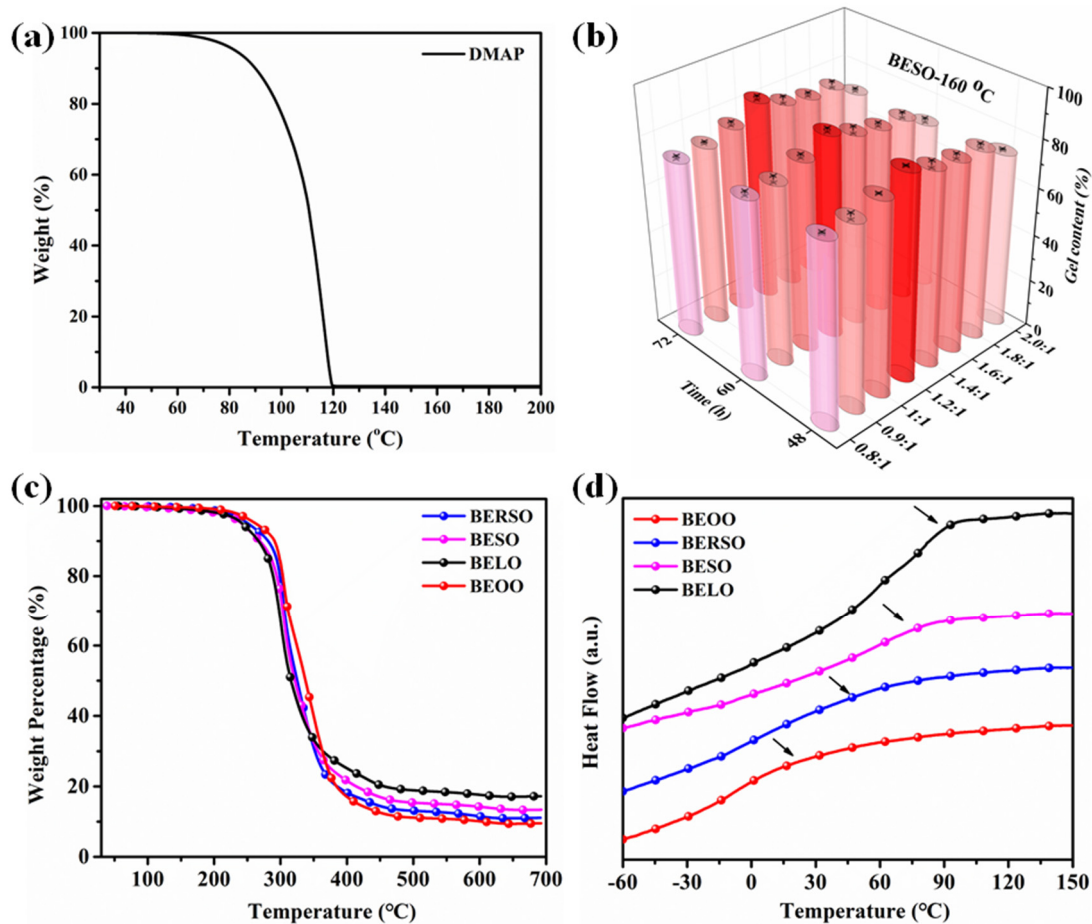 (a)
DMAP
Weight (%)
100
80
60
40
20
0
40 60 80 100 120 140 160 180 200
Temperature (°C)
(b)
BESO-160 °C
Gel content (%)
100
80
60
40
20
0
Time (h)
72
60
48
0.8:1
0.9:1
1:1
1.2:1
1.4:1
1.6:1
1.8:1
2.0:1
(c)
BERSO
BESO
BELO
BEOO
Weight Percentage (%)
100
80
60
40
20
0
100 200 300 400 500 600 700
Temperature (°C)
(d)
BEOO
BERSO
BESO
BELO
Heat Flow (a.u.)
-60 -30 0 30 60 90 120 150
Temperature (°C)